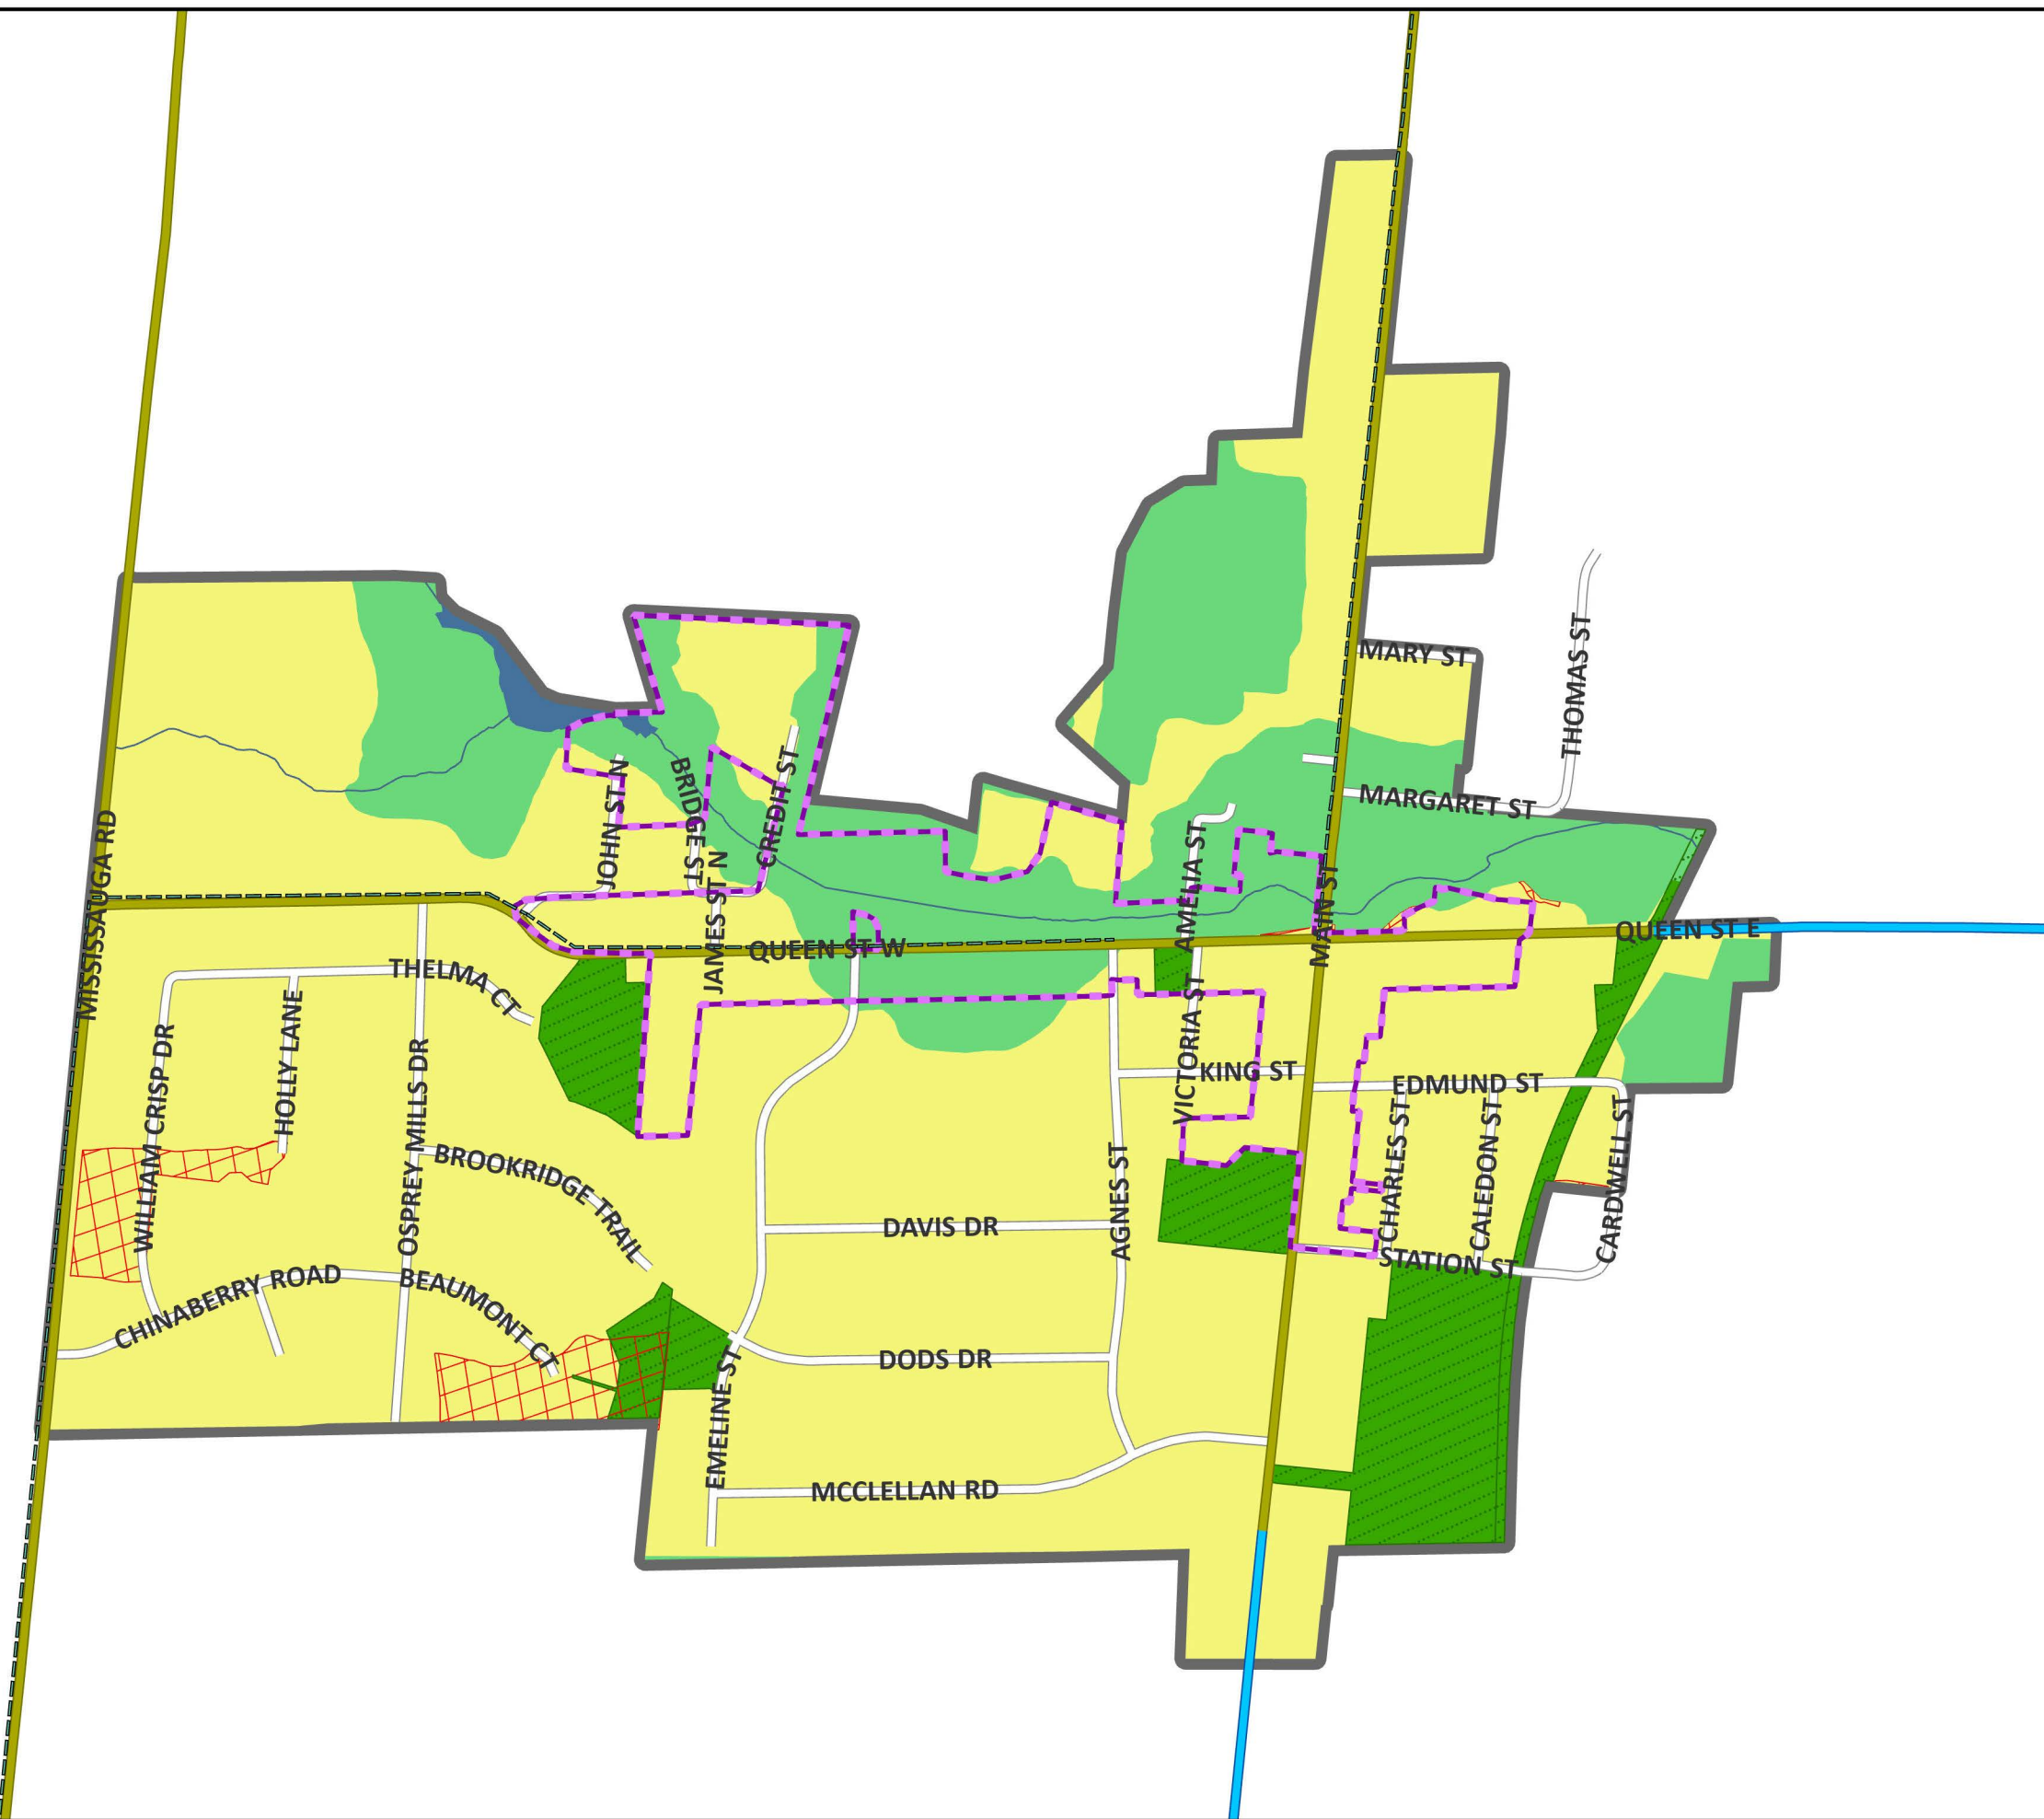 MARY ST
THOMAS ST
BRIDGE ST
CREDIT ST
JOHN ST N
MARGARET ST
MISSISSAUGA RD
AMELIA ST
JAMES ST N
MAIN ST
QUEEN ST W
QUEEN ST E
THELMA CT
HOLLY LANE
WILLIAM CRISP DR
OSPREY MILLS DR
VICTORIA ST
KING ST
EDMUND ST
CHARLES ST
CALEDON ST
CARDWELL ST
BROOKRIDGE TRAIL
AGNES ST
DAVIS DR
STATION ST
CHINABERRY ROAD
BEAUMONT CT
DODS DR
EMELINE ST
MCCLELLAN RD